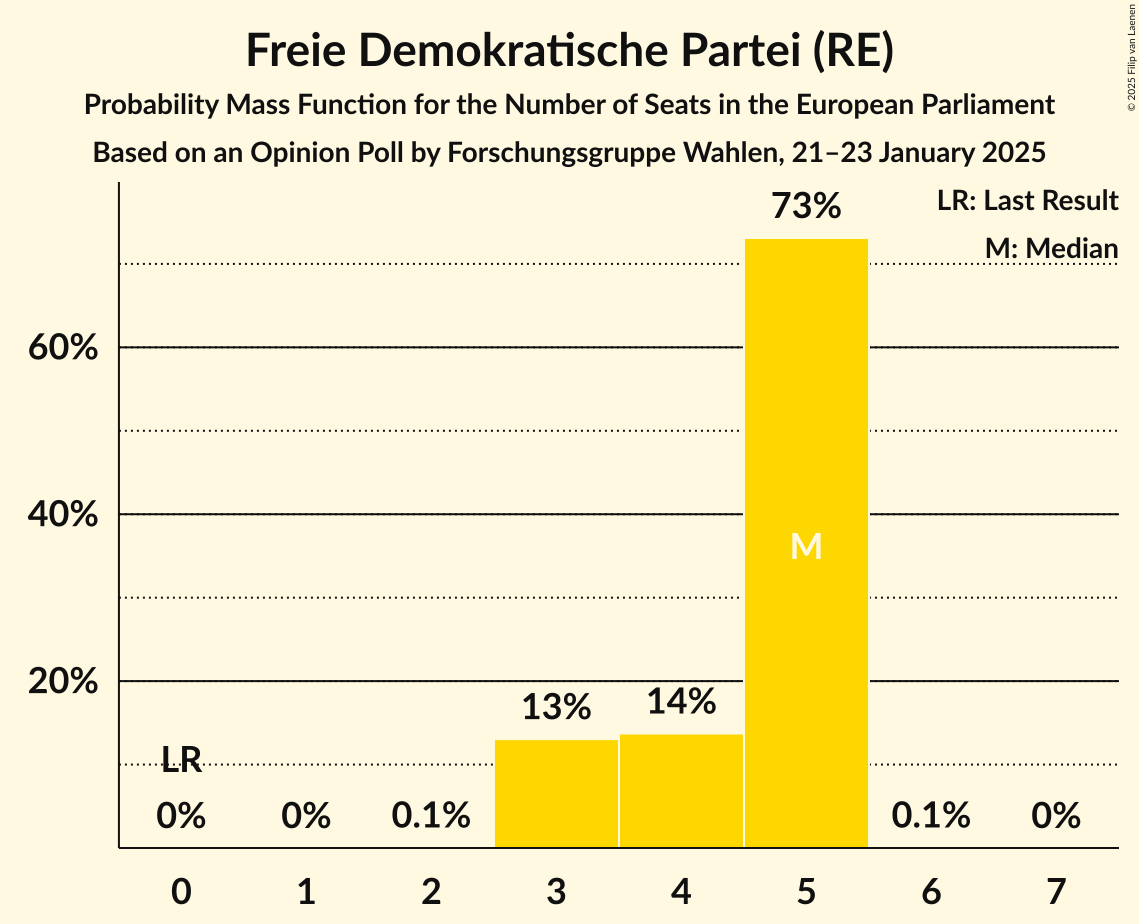 Freie Demokratische Partei (RE)
Probability Mass Function for the Number of Seats in the European Parliament
Based on an Opinion Poll by Forschungsgruppe Wahlen, 21–23 January 2025
© 2025 Filip van Laenen
LR: Last Result
M: Median
73%
60%
40%
M
20%
13%
14%
LR
0%
0%
0.1%
0.1%
0%
0
1
2
3
4
5
6
7